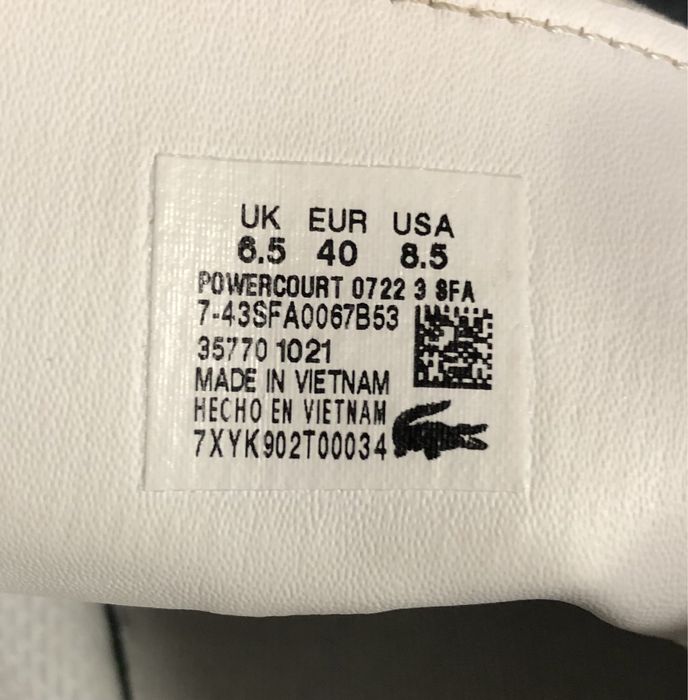 UK EUR USA
6.5 40 8.5
POWERCOURT 0722 3 SFA
7-43SFA0067B53
35770 1021
MADE IN VIETNAM
HECHO EN VIETNAM
7XYK902T00034